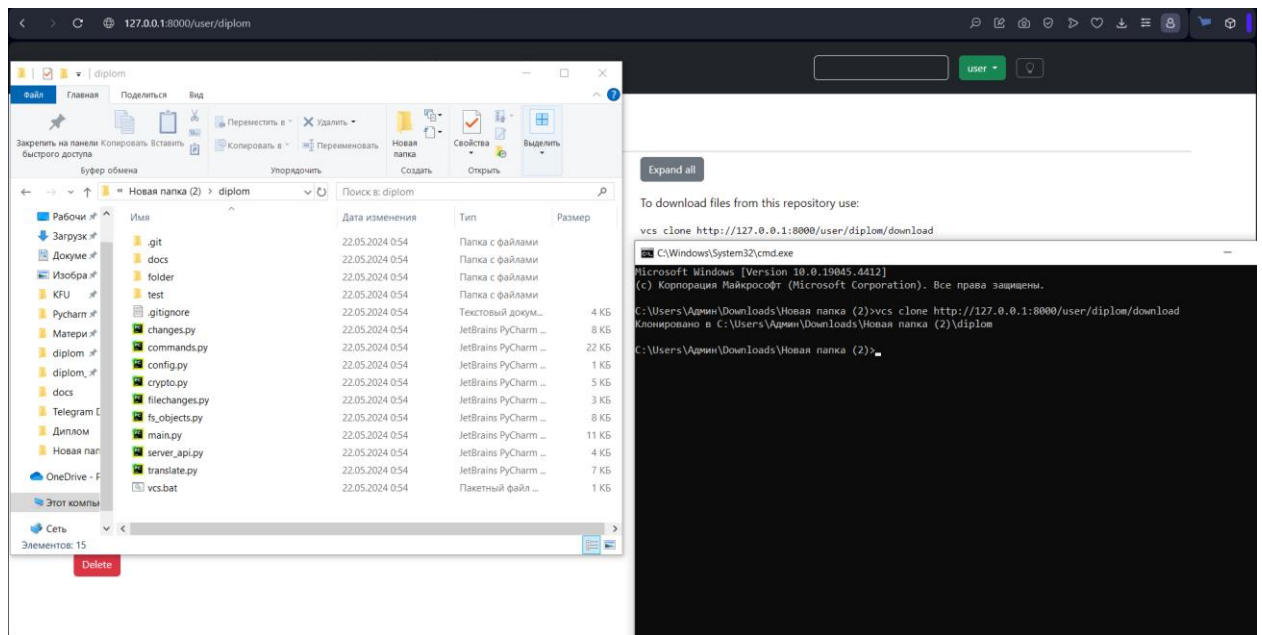 127.0.0.1:8000/user/diplom
user
diplom
Файл Главная Поделиться Вид
Закрепить на панели быстрого доступа
Копировать Вставить
Переместить в
Копировать в
Удалить
Переименовать
Новая папка
Свойства
Выделить
Буфер обмена Упорядочить Создать Открыть
« Новая папка (2) > diplom
Поиск в: diplom
Имя Дата изменения Тип Размер
.git 22.05.2024 0:54 Папка с файлами
docs 22.05.2024 0:54 Папка с файлами
folder 22.05.2024 0:54 Папка с файлами
test 22.05.2024 0:54 Папка с файлами
.gitignore 22.05.2024 0:54 Текстовый докум... 4 КБ
changes.py 22.05.2024 0:54 JetBrains PyCharm ... 8 КБ
commands.py 22.05.2024 0:54 JetBrains PyCharm ... 22 КБ
config.py 22.05.2024 0:54 JetBrains PyCharm ... 1 КБ
crypto.py 22.05.2024 0:54 JetBrains PyCharm ... 5 КБ
filechanges.py 22.05.2024 0:54 JetBrains PyCharm ... 3 КБ
fs_objects.py 22.05.2024 0:54 JetBrains PyCharm ... 8 КБ
main.py 22.05.2024 0:54 JetBrains PyCharm ... 11 КБ
server_api.py 22.05.2024 0:54 JetBrains PyCharm ... 4 КБ
translate.py 22.05.2024 0:54 JetBrains PyCharm ... 7 КБ
vcs.bat 22.05.2024 0:54 Пакетный файл ... 1 КБ
Рабочи
Загрузк
Докуме
Изобра
KFU
Pycharm
Матери
diplom
diplom_
docs
Telegram D
Диплом
Новая пап
OneDrive - P
Этот компы
Сеть
Элементов: 15
Delete
Expand all
To download files from this repository use:
vcs clone http://127.0.0.1:8000/user/diplom/download
C:\Windows\System32\cmd.exe
Microsoft Windows [Version 10.0.19045.4412]
(c) Корпорация Майкрософт (Microsoft Corporation). Все права защищены.
C:\Users\Админ\Downloads\Новая папка (2)>vcs clone http://127.0.0.1:8000/user/diplom/download
Клонировано в C:\Users\Админ\Downloads\Новая папка (2)\diplom
C:\Users\Админ\Downloads\Новая папка (2)>